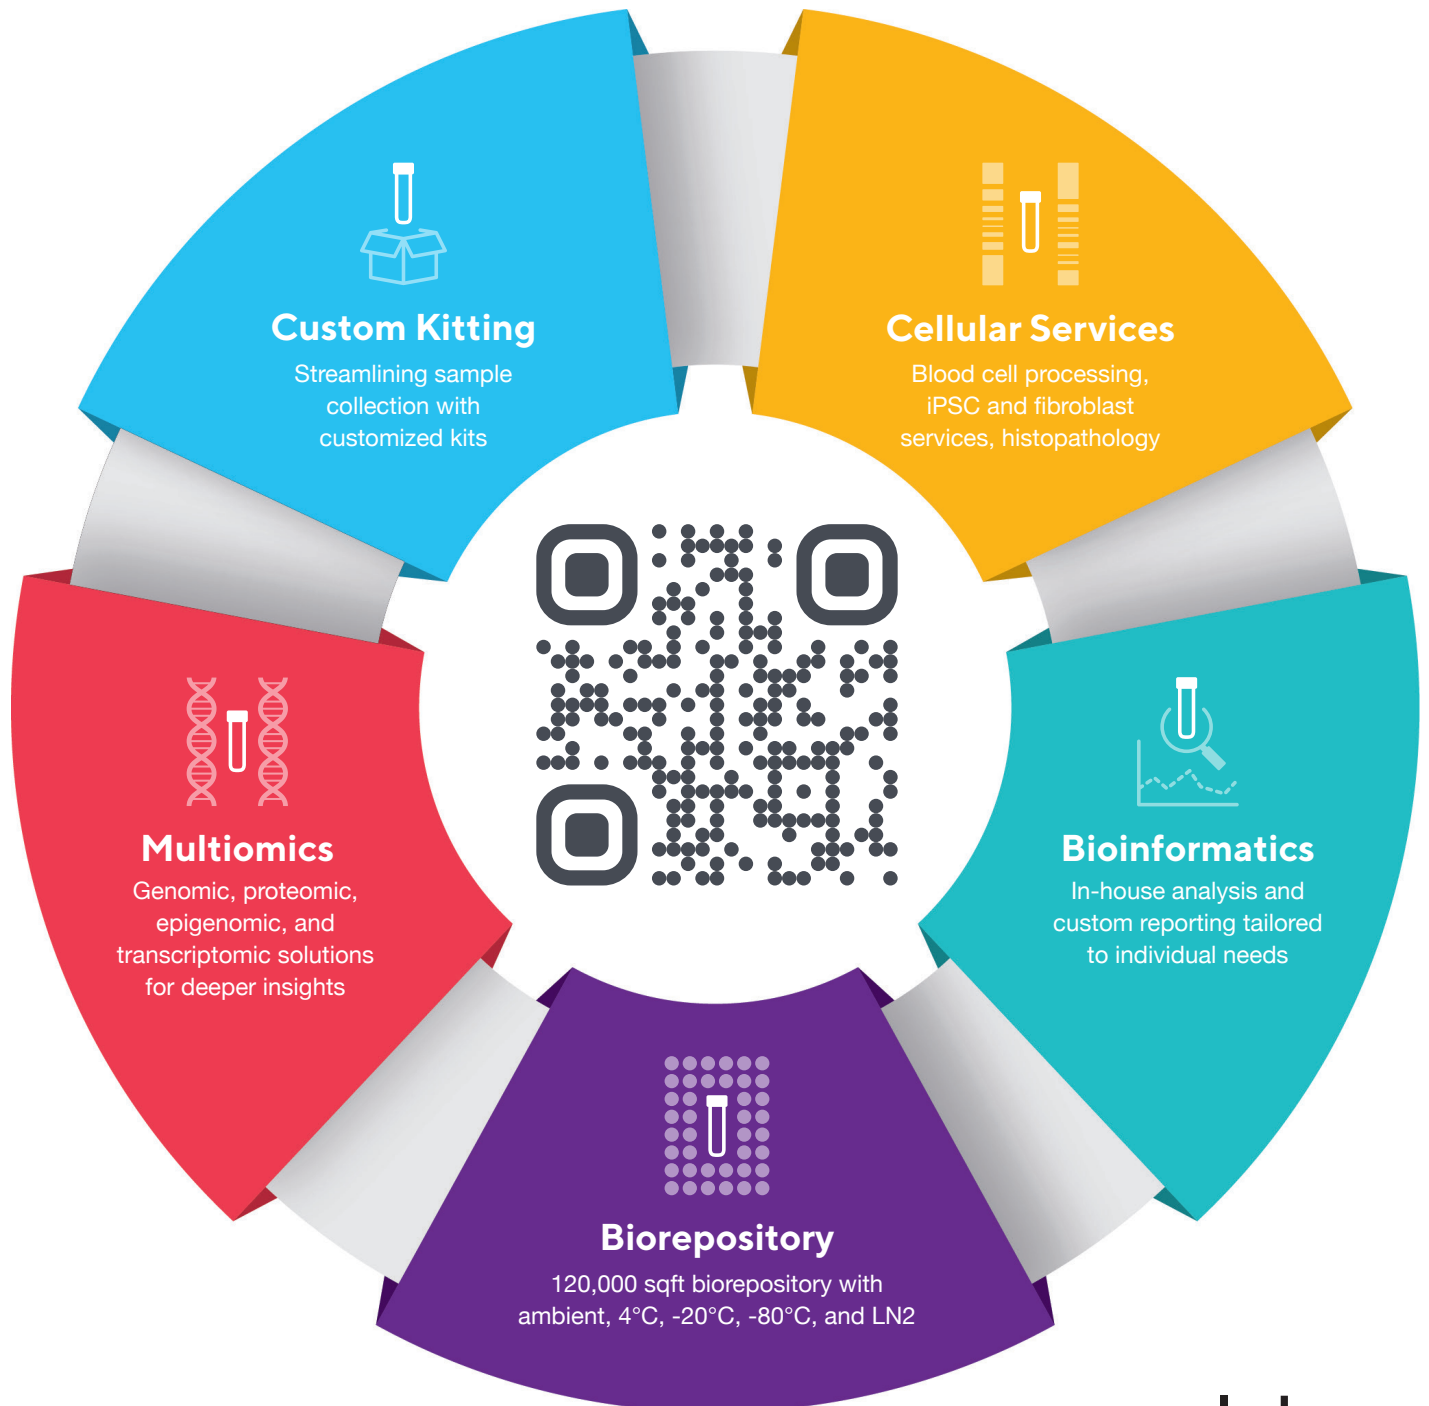 Custom Kitting
Streamlining sample
collection with
customized kits
Cellular Services
Blood cell processing,
iPSC and fibroblast
services, histopathology
Multiomics
Genomic, proteomic,
epigenomic, and
transcriptomic solutions
for deeper insights
Bioinformatics
In-house analysis and
custom reporting tailored
to individual needs
Biorepository
120,000 sqft biorepository with
ambient, 4°C, -20°C, -80°C, and LN2